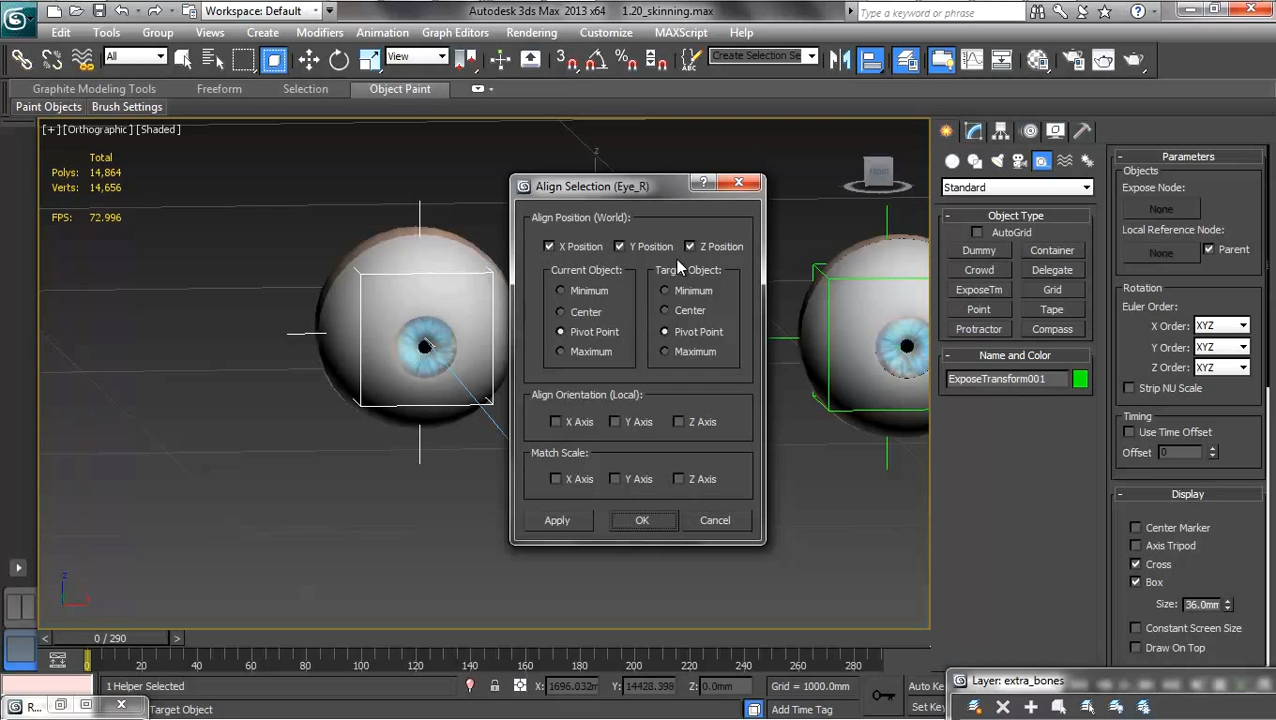 Workspace: Default
Autodesk 3ds Max 2013 x64 1.20_skinning.max
Type a keyword or phrase
Edit Tools Group Views Create Modifiers Animation Graph Editors Rendering Customize MAXScript Help
All
View
Create Selection Se
Graphite Modeling Tools Freeform Selection Object Paint
Paint Objects Brush Settings
[+] [Orthographic] [Shaded]
Total
Polys: 14,864
Verts: 14,656
FPS: 72.996
z
FRONT
Align Selection (Eye_R)
Align Position (World):
X Position Y Position Z Position
Current Object: Target Object:
Minimum Minimum
Center Center
Pivot Point Pivot Point
Maximum Maximum
Align Orientation (Local):
X Axis Y Axis Z Axis
Match Scale:
X Axis Y Axis Z Axis
Apply OK Cancel
Standard
Object Type
AutoGrid
Dummy Container
Crowd Delegate
ExposeTm Grid
Point Tape
Protractor Compass
Name and Color
ExposeTransform001
Parameters
Objects
Expose Node:
None
Local Reference Node:
None Parent
Rotation
Euler Order:
X Order: XYZ
Y Order: XYZ
Z Order: XYZ
Strip NU Scale
Timing
Use Time Offset
Offset 0
Display
Center Marker
Axis Tripod
Cross
Box
Size: 36.0mm
Constant Screen Size
Draw On Top
z
0 / 290
0 20 40 60 80 100 120 140 160 180 200 220 240 260 280
1 Helper Selected
X: 1696.032m Y: 14428.398 Z: 0.0mm Grid = 1000.0mm
Auto Key
Layer: extra_bones
R...
Target Object
Add Time Tag
Set Key